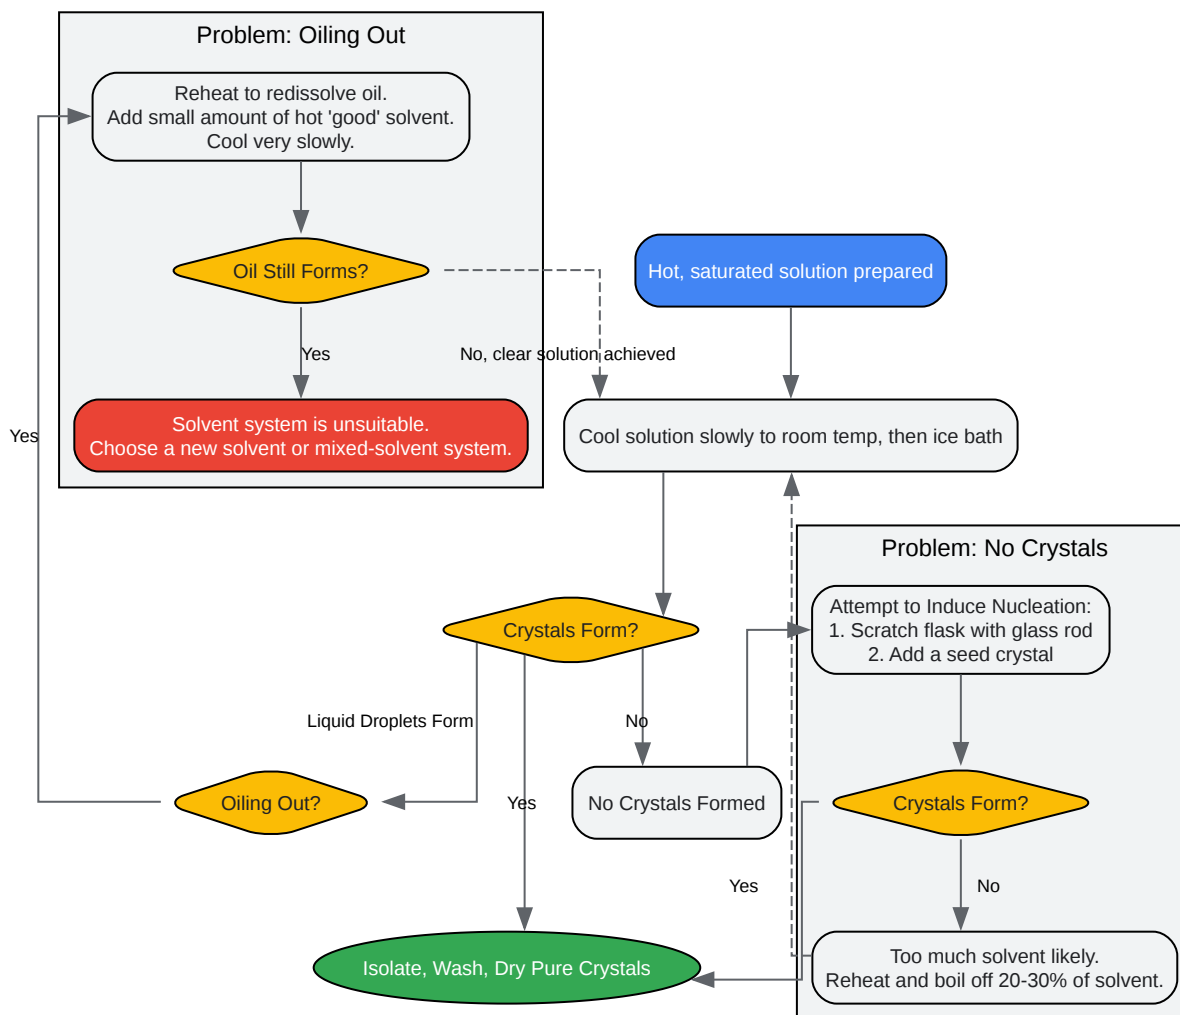 Problem: Oiling Out
Reheat to redissolve oil.
Add small amount of hot 'good' solvent.
Cool very slowly.
Oil Still Forms?
Hot, saturated solution prepared
Yes
No, clear solution achieved
Solvent system is unsuitable.
Choose a new solvent or mixed-solvent system.
Yes
Cool solution slowly to room temp, then ice bath
Problem: No Crystals
Attempt to Induce Nucleation:
1. Scratch flask with glass rod
2. Add a seed crystal
Crystals Form?
Liquid Droplets Form
No
Oiling Out?
Yes
No Crystals Formed
Crystals Form?
Yes
No
Isolate, Wash, Dry Pure Crystals
Too much solvent likely.
Reheat and boil off 20-30% of solvent.